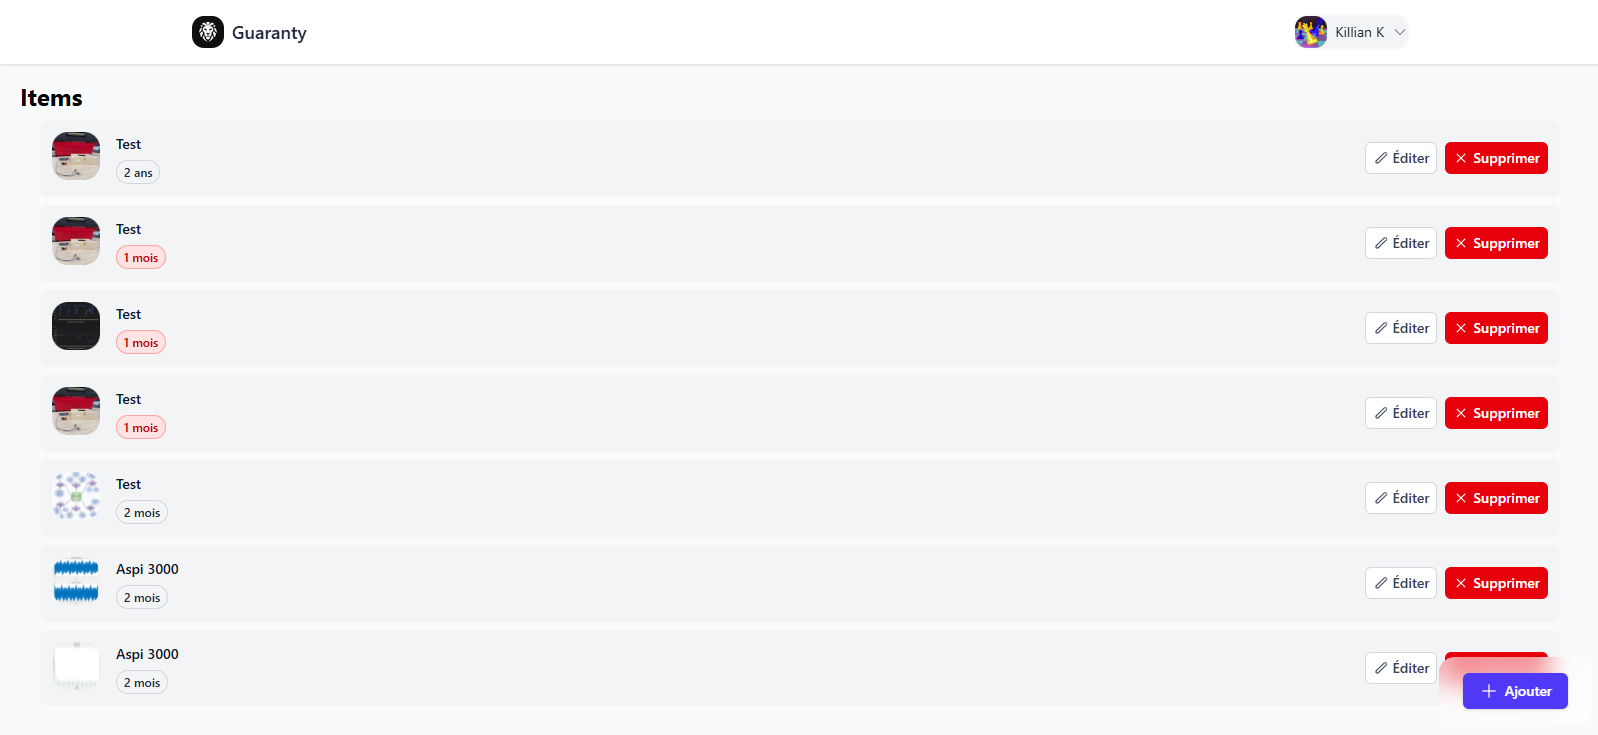 Guaranty
Killian K
Items
Test
2 ans
Éditer
Supprimer
Test
1 mois
Éditer
Supprimer
Test
1 mois
Éditer
Supprimer
Test
1 mois
Éditer
Supprimer
Test
2 mois
Éditer
Supprimer
Aspi 3000
2 mois
Éditer
Supprimer
Aspi 3000
2 mois
Éditer
Ajouter